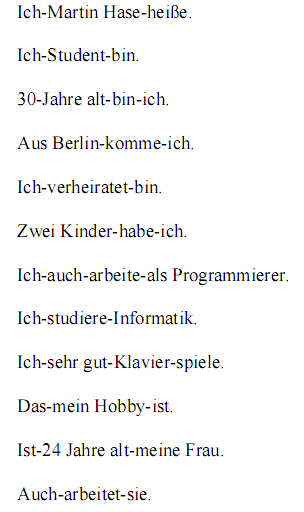 Ich-Martin Hase-heiße.
Ich-Student-bin.
30-Jahre alt-bin-ich.
Aus Berlin-komme-ich.
Ich-verheiratet-bin.
Zwei Kinder-habe-ich.
Ich-auch-arbeite-als Programmierer.
Ich-studiere-Informatik.
Ich-sehr gut-Klavier-spiele.
Das-mein Hobby-ist.
Ist-24 Jahre alt-meine Frau.
Auch-arbeitet-sie.